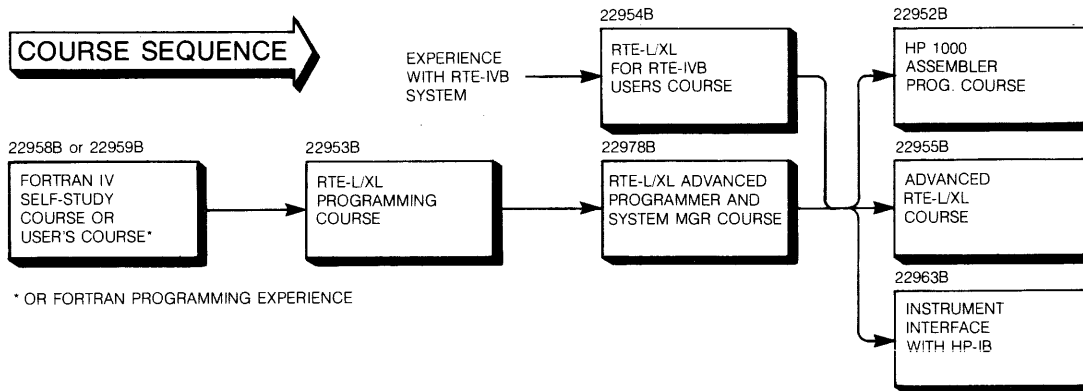 COURSE SEQUENCE
22954B
22952B
EXPERIENCE
WITH RTE-IVB
SYSTEM
RTE-L/XL
FOR RTE-IVB
USERS COURSE
HP 1000
ASSEMBLER
PROG. COURSE
22958B or 22959B
22953B
22978B
22955B
FORTRAN IV
SELF-STUDY
COURSE OR
USER'S COURSE*
RTE-L/XL
PROGRAMMING
COURSE
RTE-L/XL ADVANCED
PROGRAMMER AND
SYSTEM MGR COURSE
ADVANCED
RTE-L/XL
COURSE
22963B
* OR FORTRAN PROGRAMMING EXPERIENCE
INSTRUMENT
INTERFACE
WITH HP-IB